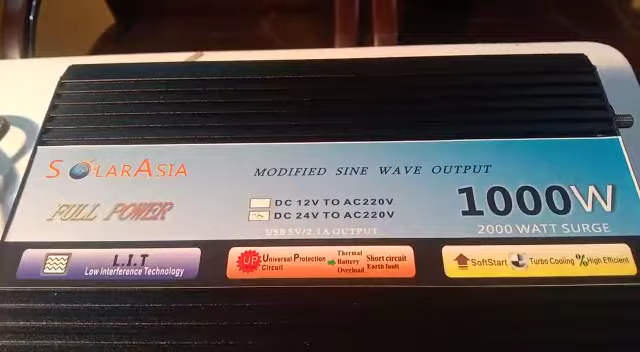 SOLARASIA
MODIFIED SINE WAVE OUTPUT
FULL POWER
DC 12V TO AC220V
DC 24V TO AC220V
USB 5V/2.1A OUTPUT
1000W
2000 WATT SURGE
L.I.T
Low Interference Technology
UP Universal Protection Circuit
Thermal
Battery
Overload
Short circuit
Earth fault
SoftStart
Turbo Cooling
% High Efficient